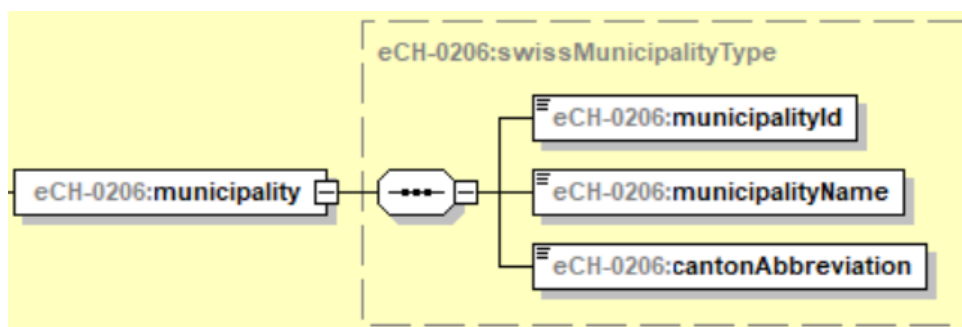 eCH-0206:swissMunicipalityType
eCH-0206:municipalityId
eCH-0206:municipality
eCH-0206:municipalityName
eCH-0206:cantonAbbreviation